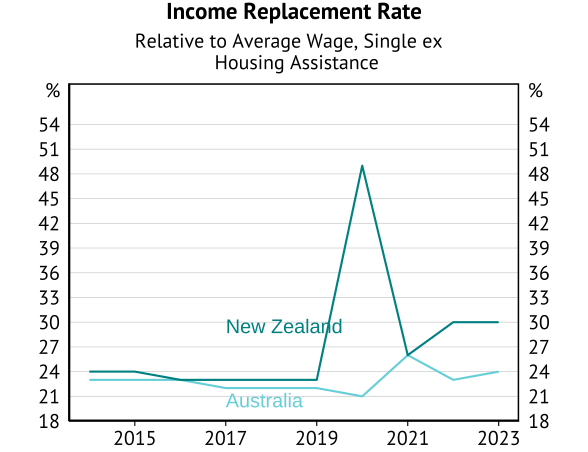 Income Replacement Rate
Relative to Average Wage, Single ex
Housing Assistance
% %
54 54
51 51
48 48
45 45
42 42
39 39
36 36
33 33
30 30
New Zealand
27 27
24 24
21 21
Australia
18 18
2015 2017 2019 2021 2023